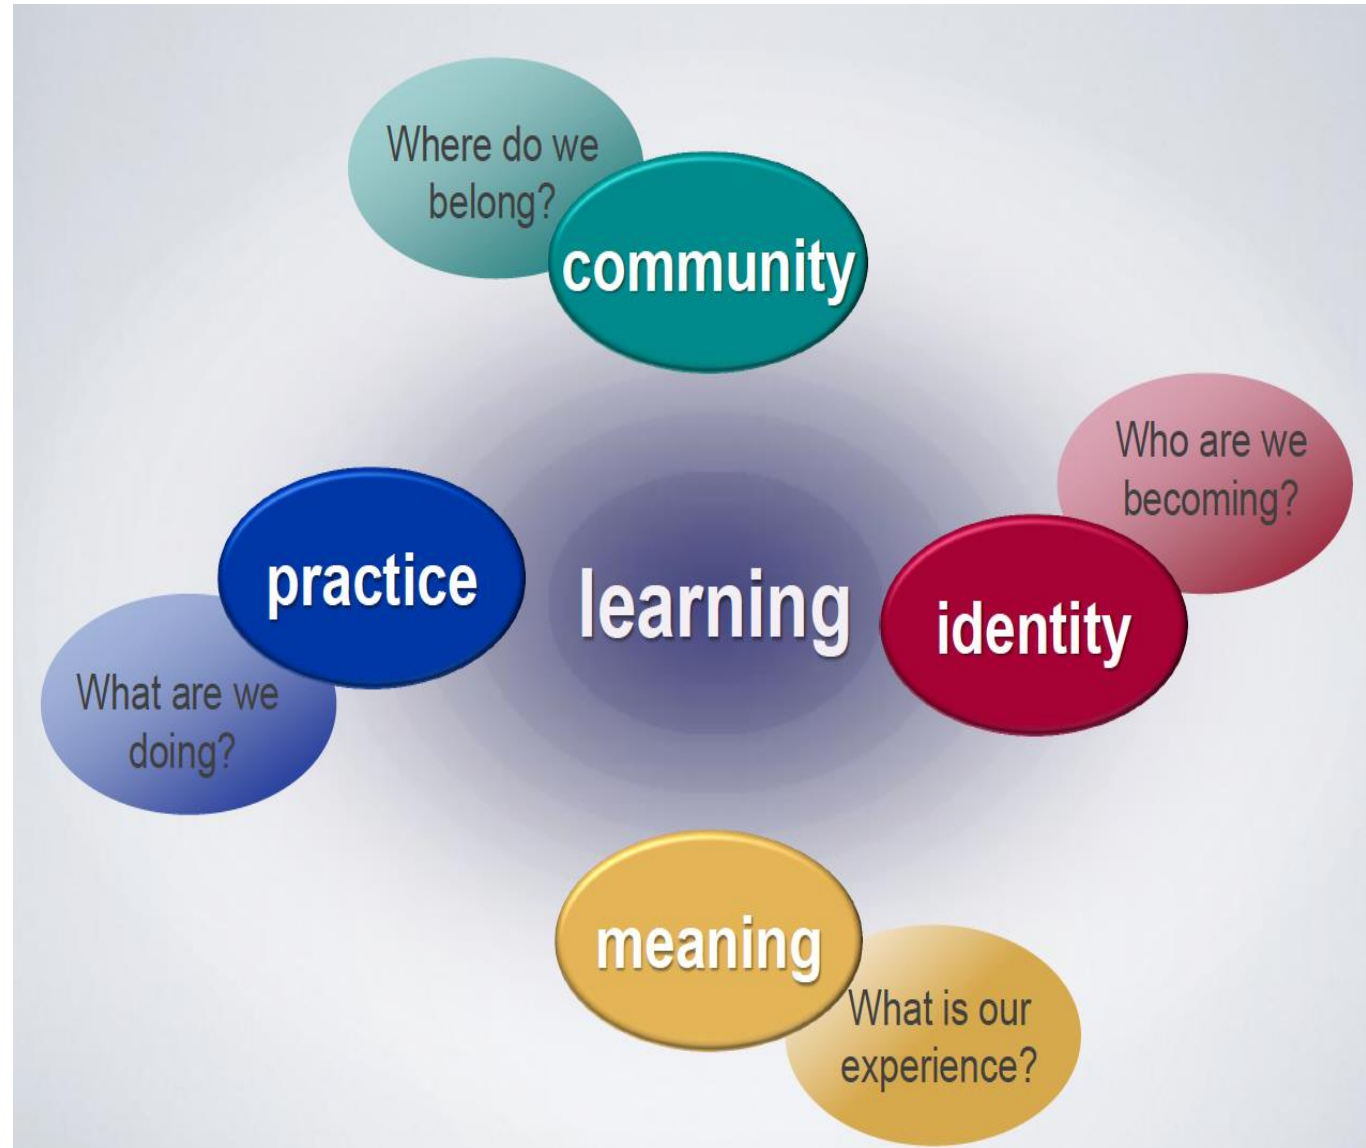 Where do we
belong?
community
Who are we
becoming?
practice
learning
identity
What are we
doing?
meaning
What is our
experience?